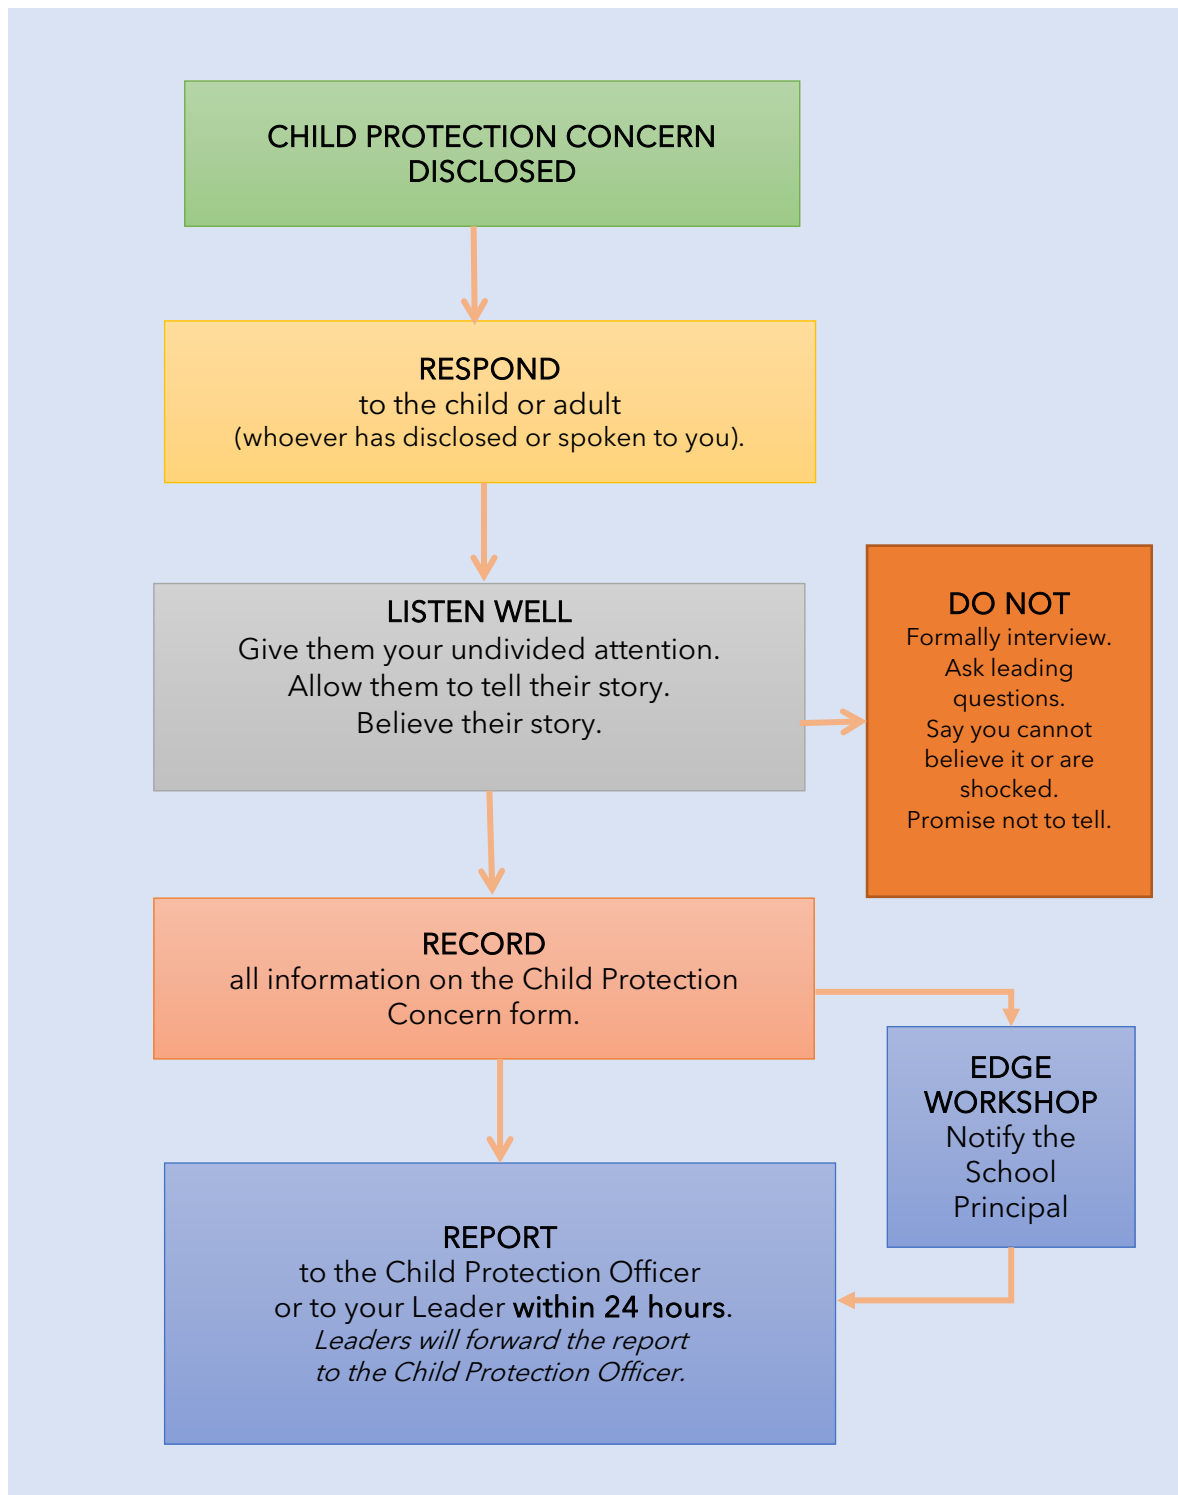 CHILD PROTECTION CONCERN
DISCLOSED
RESPOND
to the child or adult
(whoever has disclosed or spoken to you).
LISTEN WELL
Give them your undivided attention.
Allow them to tell their story.
Believe their story.
DO NOT
Formally interview.
Ask leading
questions.
Say you cannot
believe it or are
shocked.
Promise not to tell.
RECORD
all information on the Child Protection
Concern form.
EDGE
WORKSHOP
Notify the
School
Principal
REPORT
to the Child Protection Officer
or to your Leader within 24 hours.
Leaders will forward the report
to the Child Protection Officer.